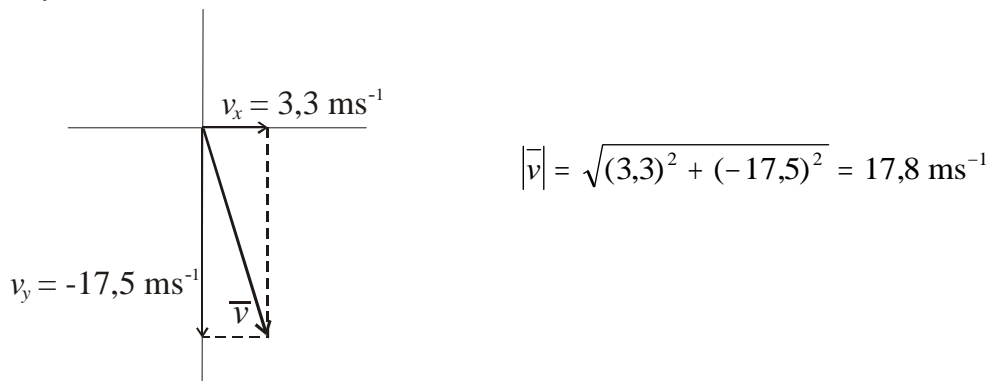 vₓ = 3,3 ms⁻¹
|v̅| = √((3,3)² + (−17,5)²) = 17,8 ms⁻¹
v_y = -17,5 ms⁻¹
v̅